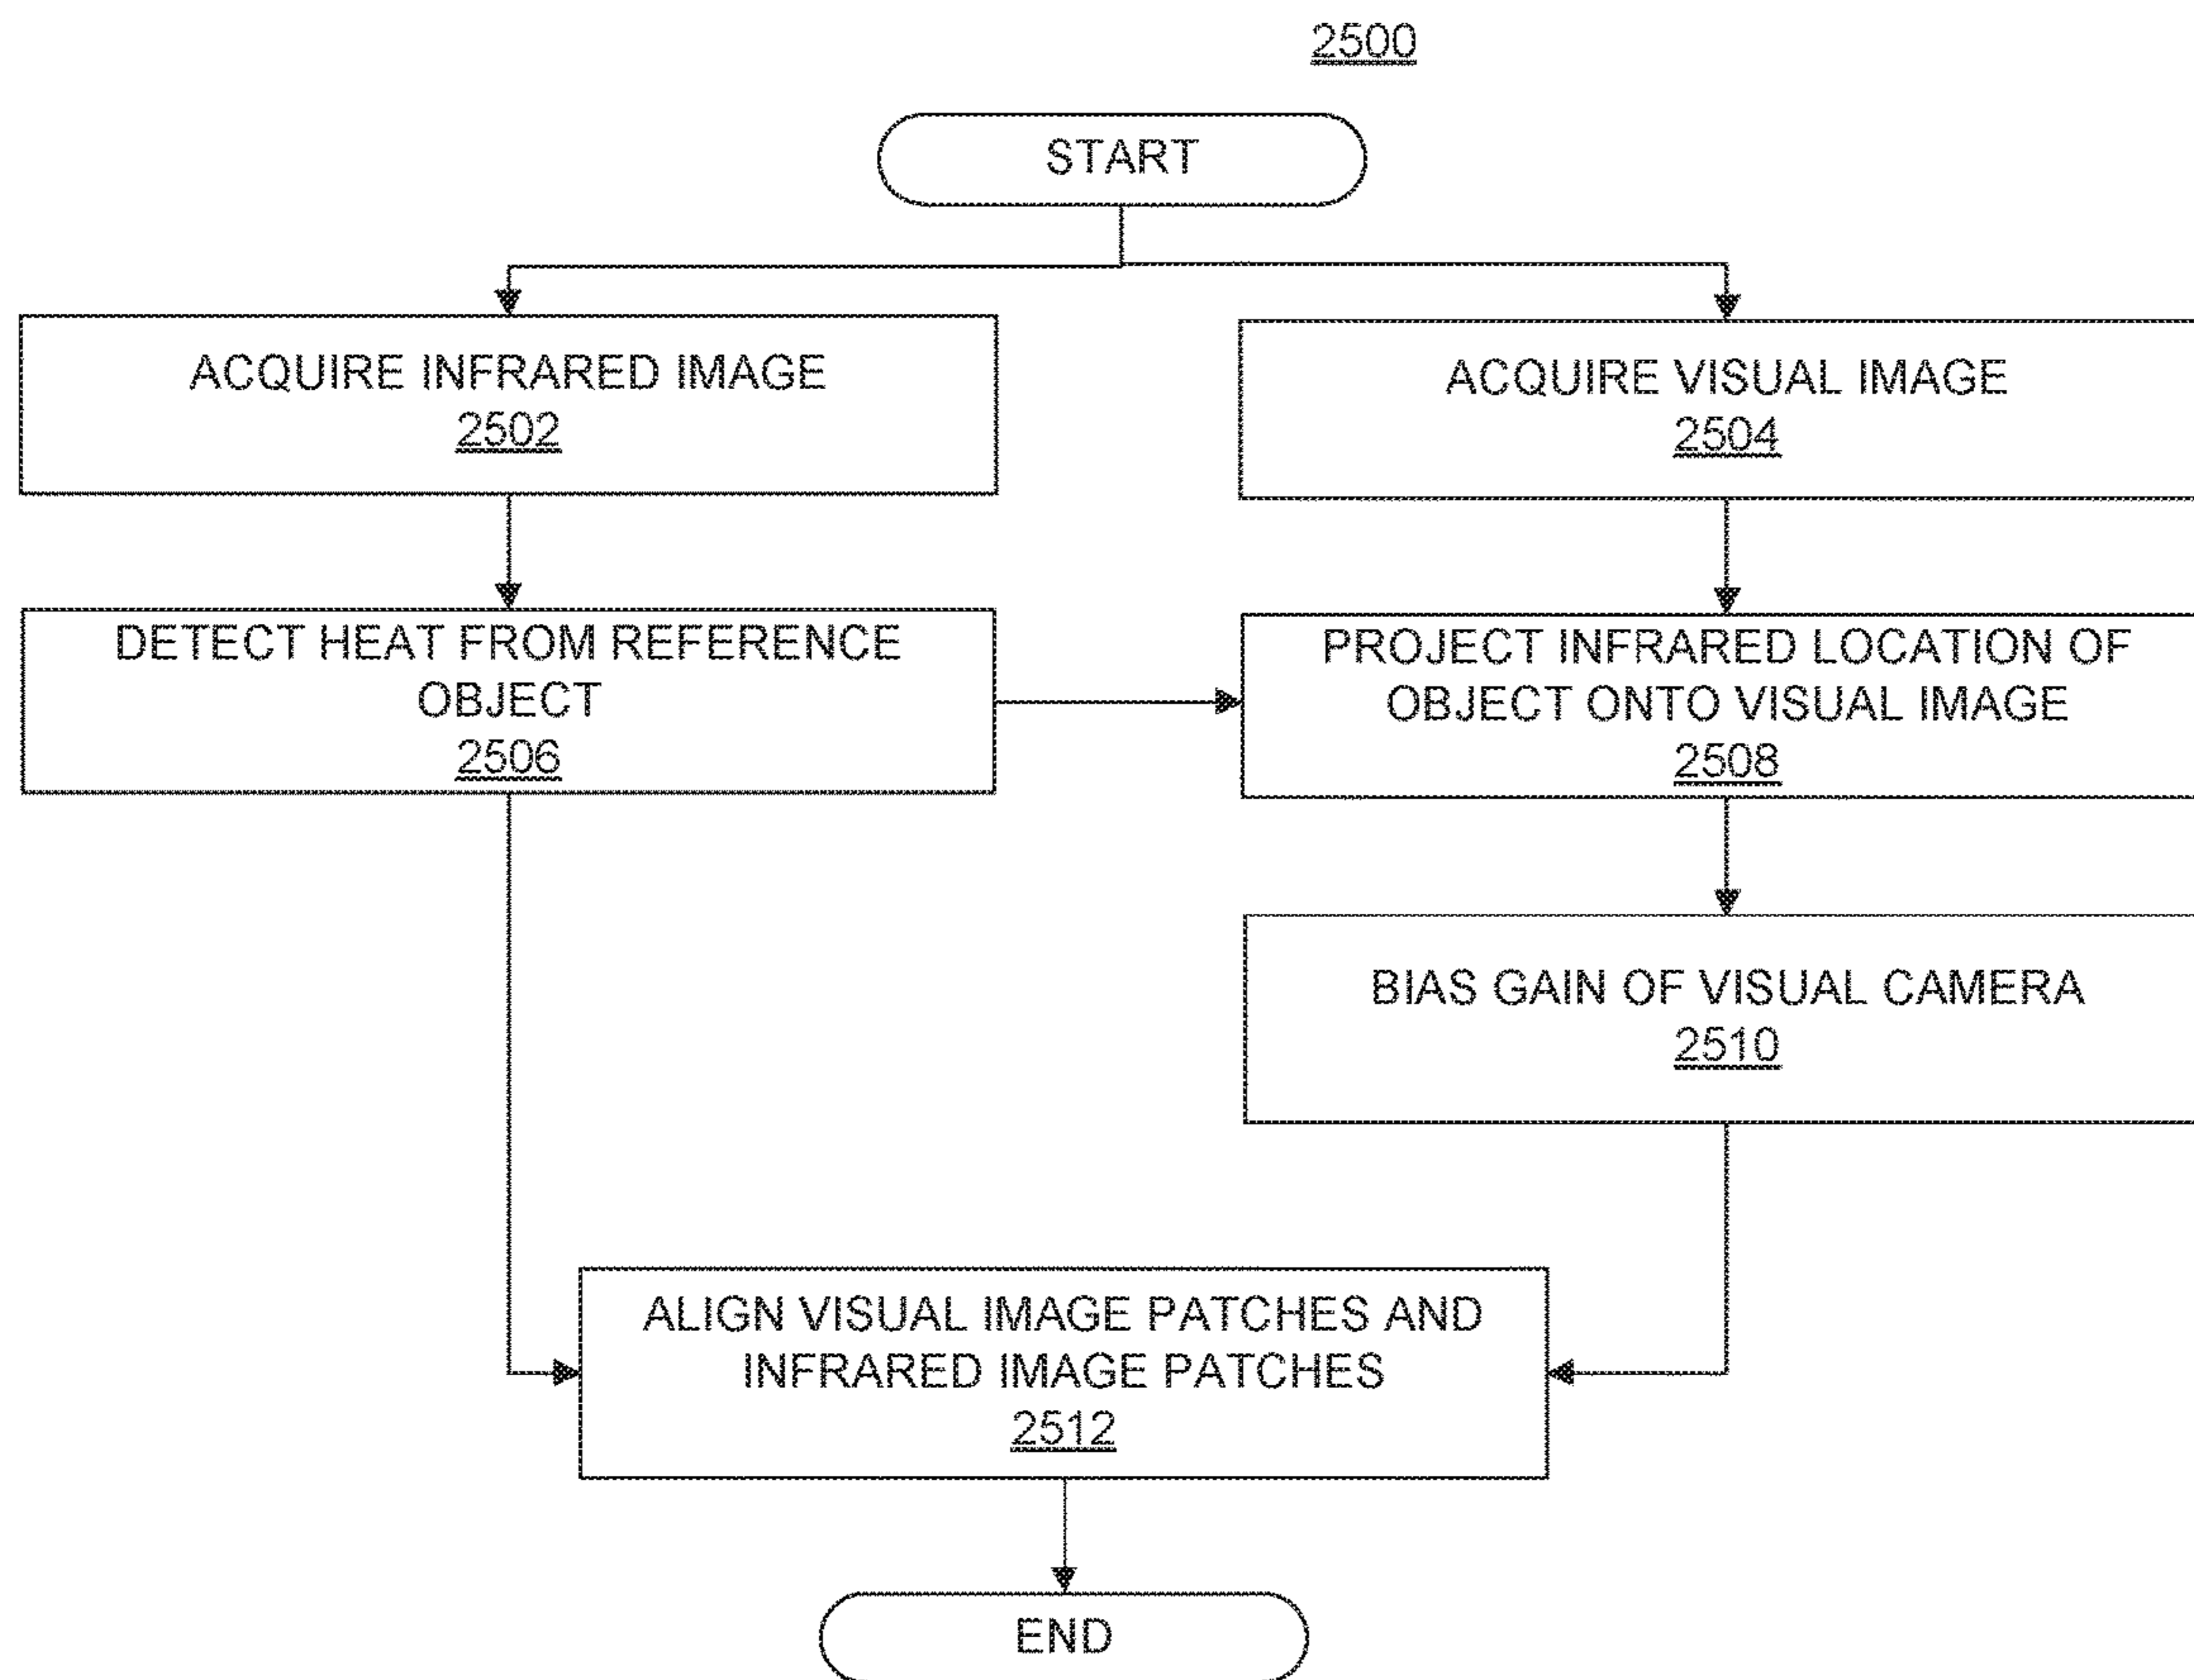 2500
START
ACQUIRE INFRARED IMAGE
2502
ACQUIRE VISUAL IMAGE
2504
DETECT HEAT FROM REFERENCE
OBJECT
2506
PROJECT INFRARED LOCATION OF
OBJECT ONTO VISUAL IMAGE
2508
BIAS GAIN OF VISUAL CAMERA
2510
ALIGN VISUAL IMAGE PATCHES AND
INFRARED IMAGE PATCHES
2512
END